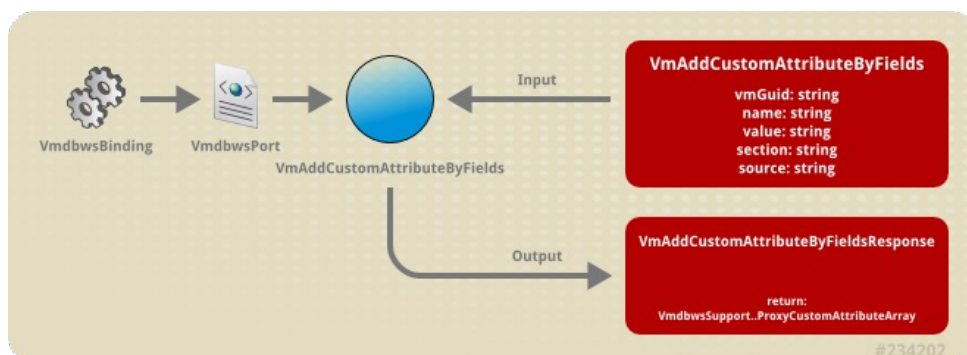 VmdbwsBinding
VmdbwsPort
VmAddCustomAttributeByFields
Input
VmAddCustomAttributeByFields
vmGuid: string
name: string
value: string
section: string
source: string
Output
VmAddCustomAttributeByFieldsResponse
return:
VmdbwsSupport..ProxyCustomAttributeArray
#234202